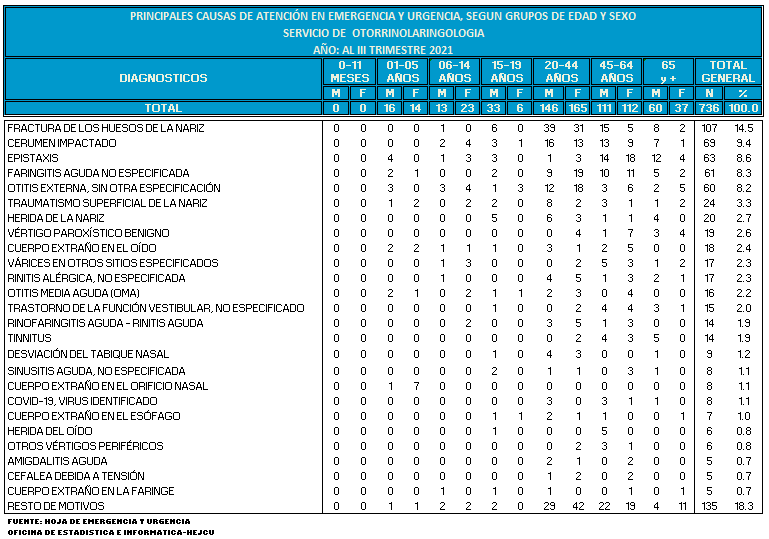 PRINCIPALES CAUSAS DE ATENCIÓN EN EMERGENCIA Y URGENCIA, SEGUN GRUPOS DE EDAD Y SEXO
SERVICIO DE OTORRINOLARINGOLOGIA
AÑO: AL III TRIMESTRE 2021
DIAGNOSTICOS 0-11 MESES 01-05 AÑOS 06-14 AÑOS 15-19 AÑOS 20-44 AÑOS 45-64 AÑOS 65 y + TOTAL GENERAL
M F M F M F M F M F M F M F N %
TOTAL 0 0 16 14 13 23 33 6 146 165 111 112 60 37 736 100.0
FRACTURA DE LOS HUESOS DE LA NARIZ 0 0 0 0 1 0 6 0 39 31 15 5 8 2 107 14.5
CERUMEN IMPACTADO 0 0 0 0 2 4 3 1 16 13 13 9 7 1 69 9.4
EPISTAXIS 0 0 4 0 1 3 3 0 1 3 14 18 12 4 63 8.6
FARINGITIS AGUDA NO ESPECIFICADA 0 0 2 1 0 0 2 0 9 19 10 11 5 2 61 8.3
OTITIS EXTERNA, SIN OTRA ESPECIFICACIÓN 0 0 3 0 3 4 1 3 12 18 3 6 2 5 60 8.2
TRAUMATISMO SUPERFICIAL DE LA NARIZ 0 0 1 2 0 2 2 0 8 2 3 1 1 2 24 3.3
HERIDA DE LA NARIZ 0 0 0 0 0 0 5 0 6 3 1 1 4 0 20 2.7
VÉRTIGO PAROXÍSTICO BENIGNO 0 0 0 0 0 0 0 0 0 4 1 7 3 4 19 2.6
CUERPO EXTRAÑO EN EL OÍDO 0 0 2 2 1 1 1 0 3 1 2 5 0 0 18 2.4
VÁRICES EN OTROS SITIOS ESPECIFICADOS 0 0 0 0 1 3 0 0 0 2 5 3 1 2 17 2.3
RINITIS ALÉRGICA, NO ESPECIFICADA 0 0 0 0 1 0 0 0 4 5 1 3 2 1 17 2.3
OTITIS MEDIA AGUDA (OMA) 0 0 2 1 0 2 1 1 2 3 0 4 0 0 16 2.2
TRASTORNO DE LA FUNCIÓN VESTIBULAR, NO ESPECIFICADO 0 0 0 0 0 0 1 0 0 2 4 4 3 1 15 2.0
RINOFARINGITIS AGUDA - RINITIS AGUDA 0 0 0 0 0 2 0 0 3 5 1 3 0 0 14 1.9
TINNITUS 0 0 0 0 0 0 0 0 0 2 4 3 5 0 14 1.9
DESVIACIÓN DEL TABIQUE NASAL 0 0 0 0 0 0 1 0 4 3 0 0 1 0 9 1.2
SINUSITIS AGUDA, NO ESPECIFICADA 0 0 0 0 0 0 2 0 1 1 0 3 1 0 8 1.1
CUERPO EXTRAÑO EN EL ORIFICIO NASAL 0 0 1 7 0 0 0 0 0 0 0 0 0 0 8 1.1
COVID-19, VIRUS IDENTIFICADO 0 0 0 0 0 0 0 0 3 0 3 1 1 0 8 1.1
CUERPO EXTRAÑO EN EL ESÓFAGO 0 0 0 0 0 0 1 1 2 1 1 0 0 1 7 1.0
HERIDA DEL OÍDO 0 0 0 0 0 0 1 0 0 0 5 0 0 0 6 0.8
OTROS VÉRTIGOS PERIFÉRICOS 0 0 0 0 0 0 0 0 0 2 3 1 0 0 6 0.8
AMIGDALITIS AGUDA 0 0 0 0 0 0 0 0 2 1 0 2 0 0 5 0.7
CEFALEA DEBIDA A TENSIÓN 0 0 0 0 0 0 0 0 1 2 0 2 0 0 5 0.7
CUERPO EXTRAÑO EN LA FARINGE 0 0 0 0 1 0 1 0 1 0 1 0 0 1 5 0.7
RESTO DE MOTIVOS 0 0 1 1 2 2 2 0 29 42 22 19 4 11 135 18.3
FUENTE: HOJA DE EMERGENCIA Y URGENCIA
OFICINA DE ESTADISTICA E INFORMATICA-HEJCU